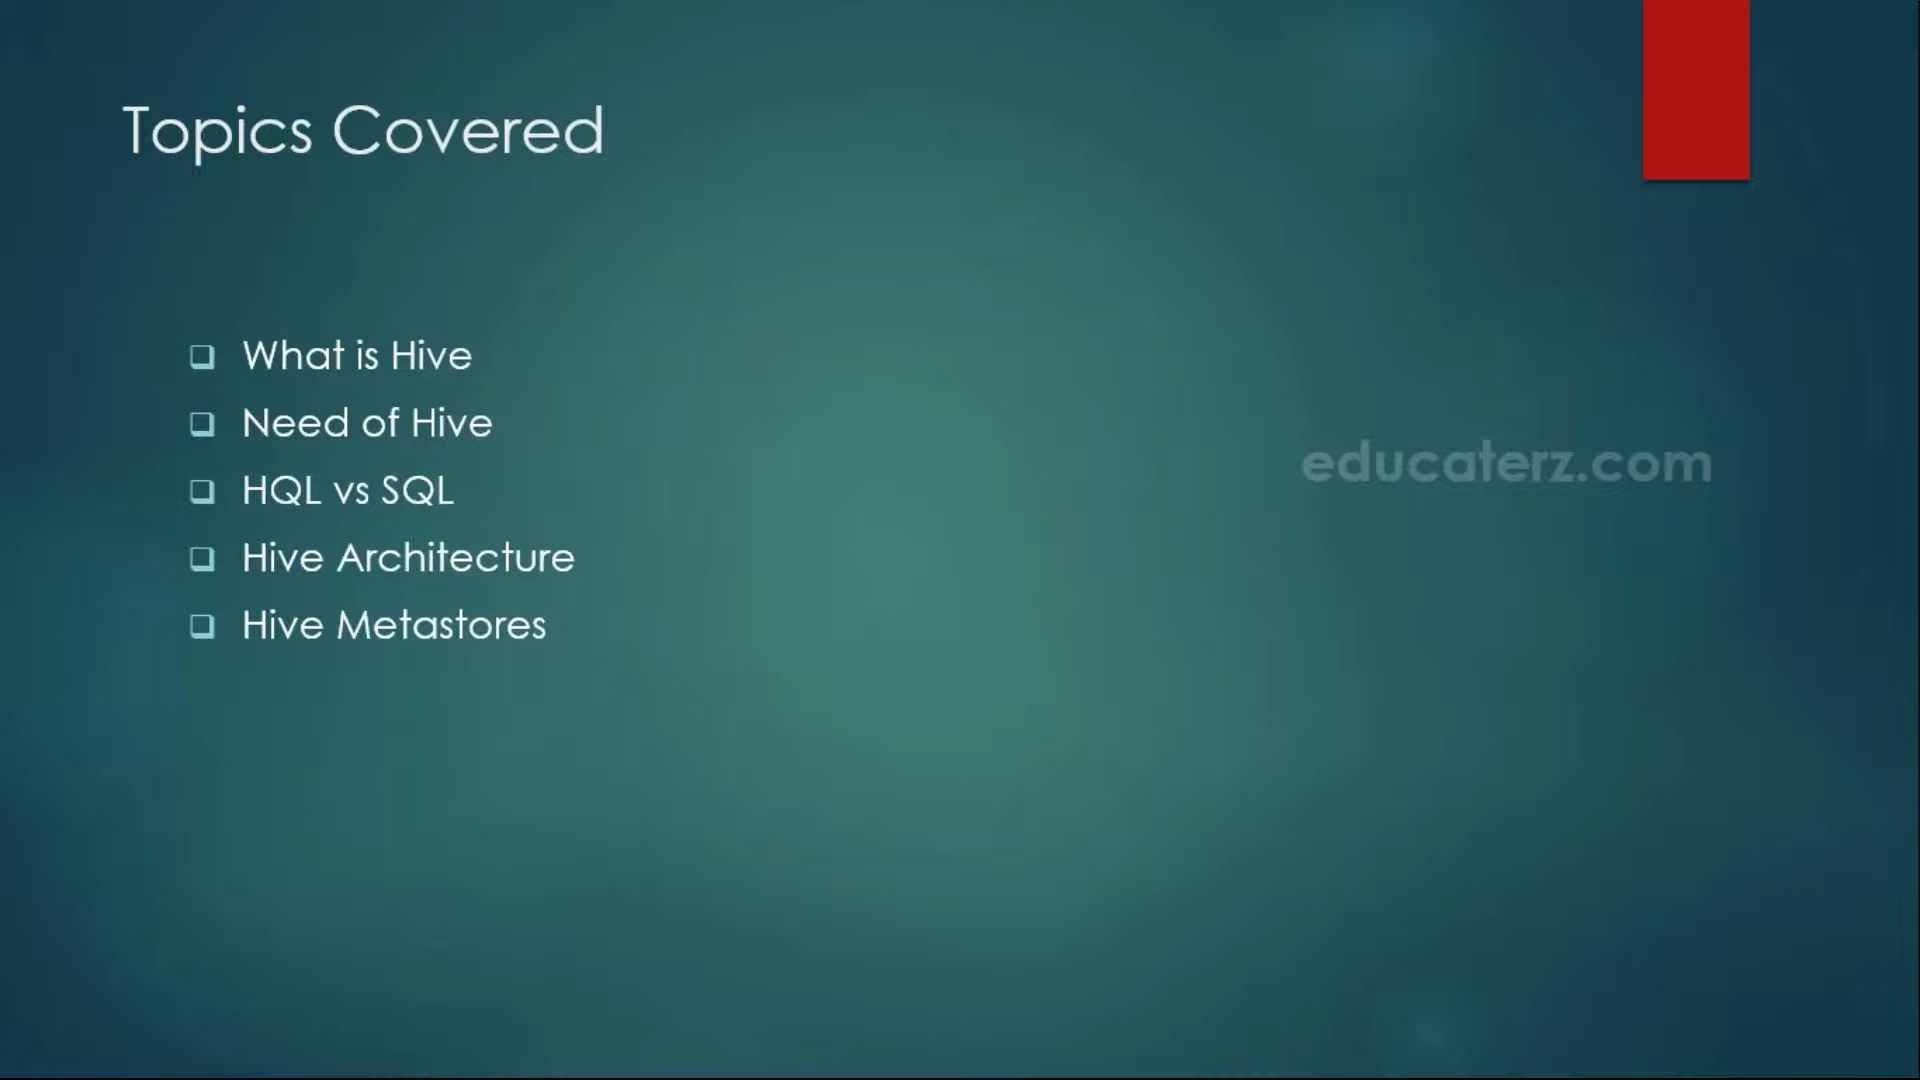 Topics Covered
What is Hive
Need of Hive
HQL vs SQL
educaterz.com
Hive Architecture
Hive Metastores